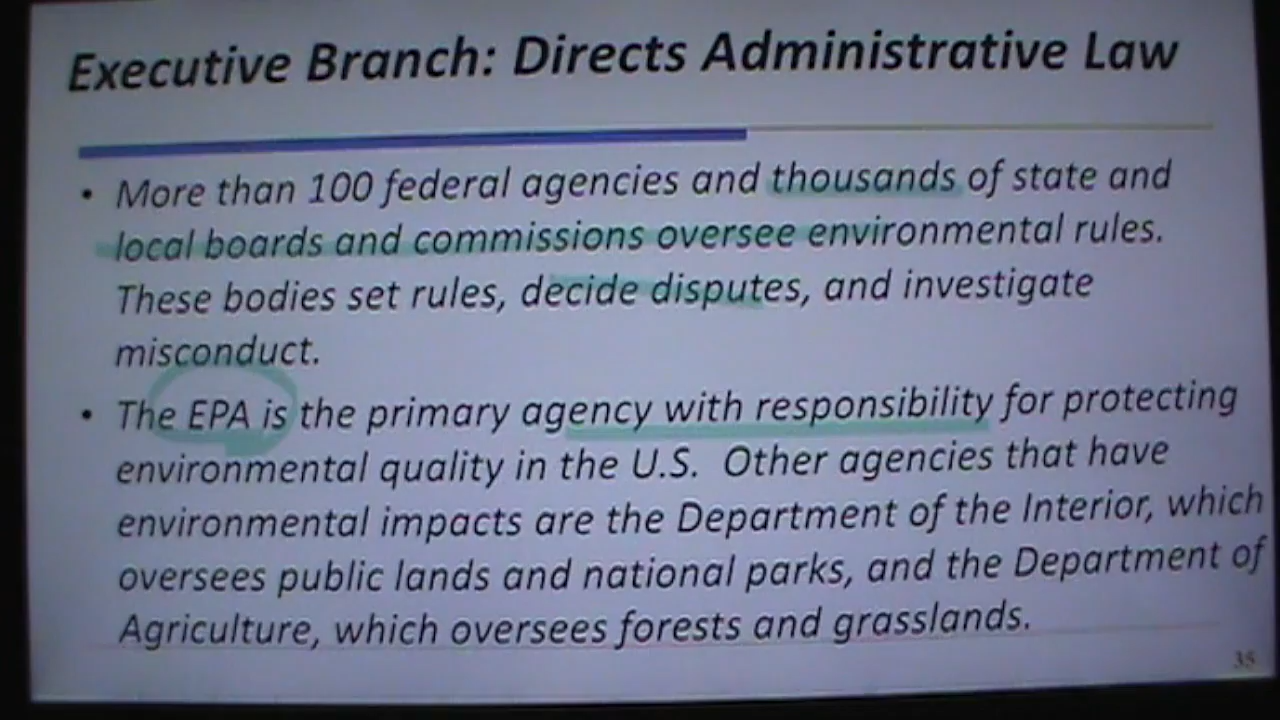 Executive Branch: Directs Administrative Law
• More than 100 federal agencies and thousands of state and
local boards and commissions oversee environmental rules.
These bodies set rules, decide disputes, and investigate
misconduct.
• The EPA is the primary agency with responsibility for protecting
environmental quality in the U.S. Other agencies that have
environmental impacts are the Department of the Interior, which
oversees public lands and national parks, and the Department of
Agriculture, which oversees forests and grasslands.
35